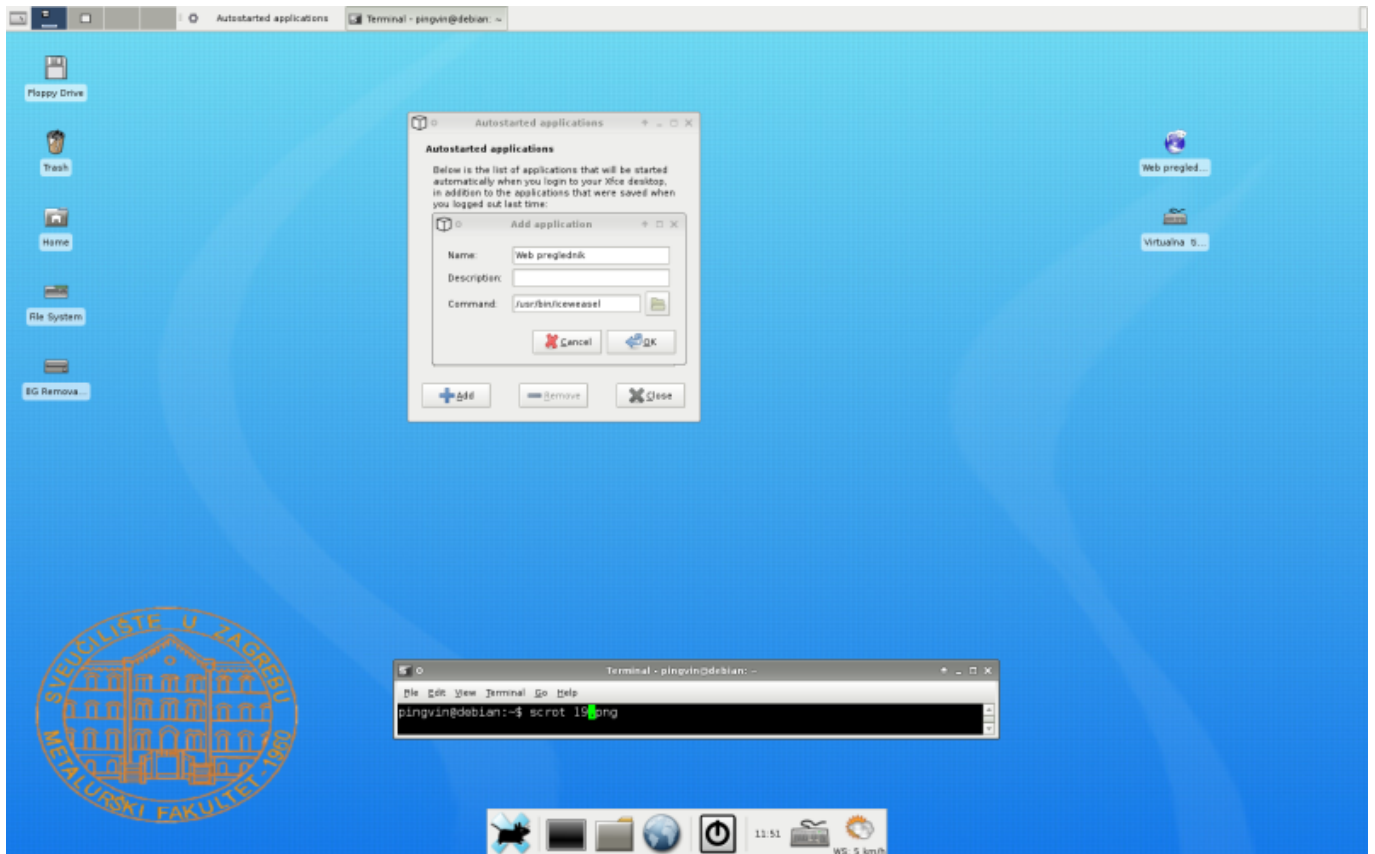 Autostarted applications
Terminal - pingvin@debian: ~
Floppy Drive
Trash
Home
File System
Web pregled...
Virtualna ti...
Autostarted applications
Autostarted applications
Below is the list of applications that will be started
automatically when you login to your Xfce desktop,
in addition to the applications that were saved when
you logged out last time:
Add application
Name: Web preglednik
Description:
Command: /usr/bin/iceweasel
Cancel OK
Add Remove Close
SVEUČILIŠTE U ZAGREBU
METALURŠKI FAKULTET - 1960
Terminal - pingvin@debian: ~
File Edit View Terminal Go Help
pingvin@debian:~$ scrot 19.png
11:51
WS: 5 km/h